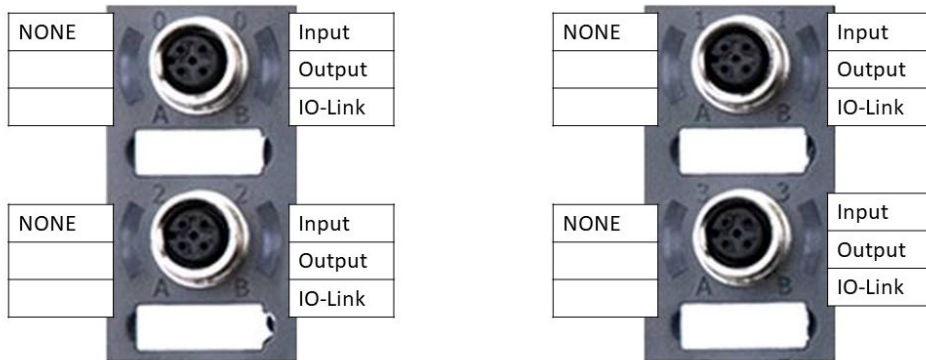 NONE 0 0 Input
Output
A B IO-Link
NONE 1 1 Input
Output
A B IO-Link
NONE 2 2 Input
Output
A B IO-Link
NONE 3 3 Input
Output
A B IO-Link